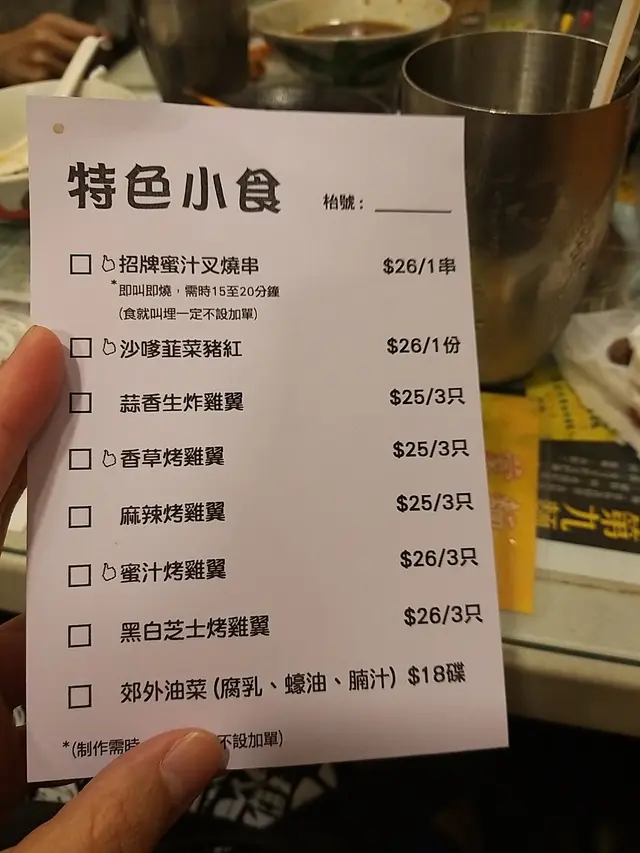 特色小食
枱號：
招牌蜜汁叉燒串 $26/1串
*即叫即燒，需時15至20分鐘
(食就叫埋一定不設加單)
沙嗲韮菜豬紅 $26/1份
蒜香生炸雞翼 $25/3只
香草烤雞翼 $25/3只
麻辣烤雞翼 $25/3只
蜜汁烤雞翼 $26/3只
黑白芝士烤雞翼 $26/3只
郊外油菜 (腐乳、蠔油、腩汁) $18碟
*(制作需時 不設加單)
第九